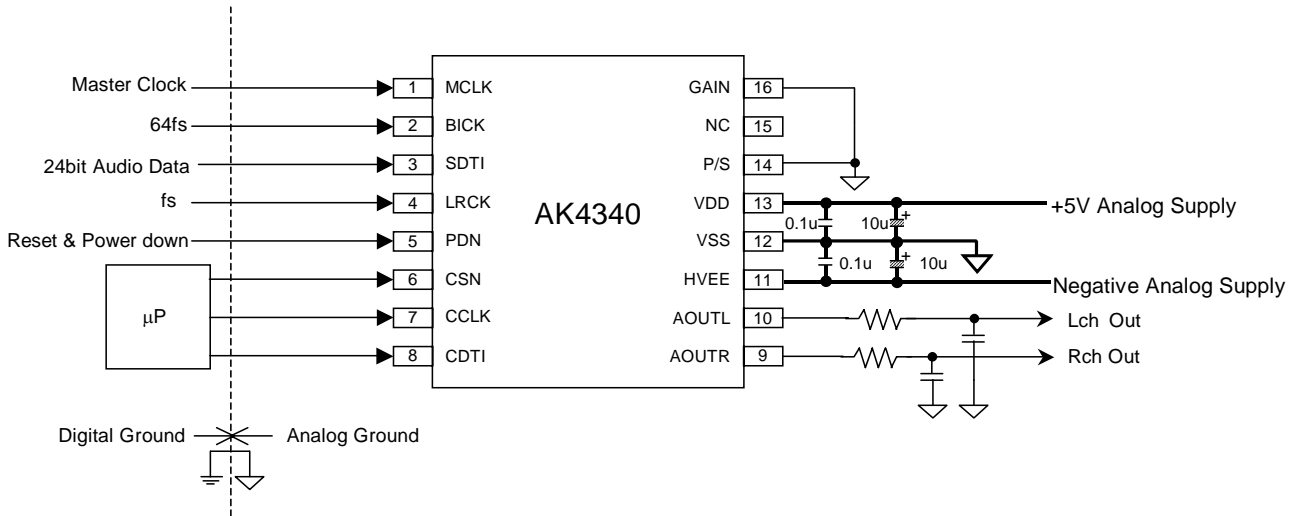 Master Clock
1
MCLK
GAIN
16
64fs
2
BICK
NC
15
24bit Audio Data
3
SDTI
P/S
14
fs
4
LRCK
AK4340
VDD
13
0.1u
10u
+
+5V Analog Supply
Reset & Power down
5
PDN
VSS
12
0.1u
10u
+
μP
6
CSN
HVEE
11
Negative Analog Supply
7
CCLK
AOUTL
10
Lch Out
8
CDTI
AOUTR
9
Rch Out
Digital Ground
Analog Ground